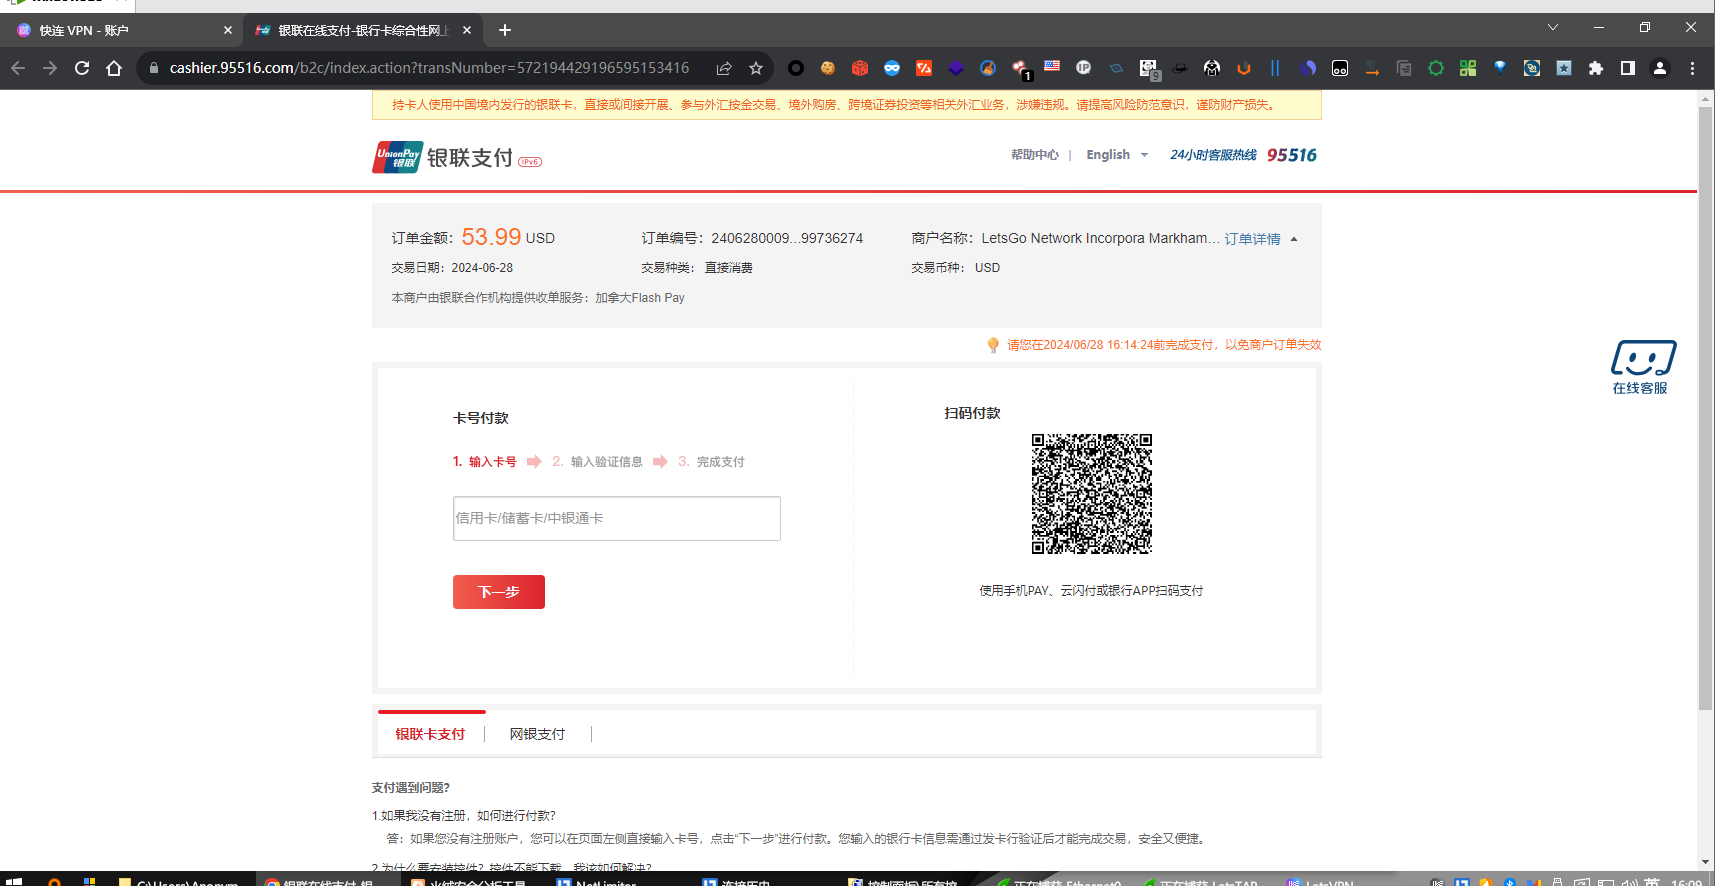 快连 VPN - 账户
银联在线支付-银行卡综合性网上
cashier.95516.com/b2c/index.action?transNumber=572194429196595153416
持卡人使用中国境内发行的银联卡，直接或间接开展、参与外汇按金交易、境外购房、跨境证券投资等相关外汇业务，涉嫌违规。请提高风险防范意识，谨防财产损失。
UnionPay 银联 银联支付 IPv6
帮助中心 | English 24小时客服热线 95516
订单金额：53.99 USD 订单编号：2406280009...99736274 商户名称：LetsGo Network Incorpora Markham... 订单详情
交易日期：2024-06-28 交易种类：直接消费 交易币种：USD
本商户由银联合作机构提供收单服务：加拿大Flash Pay
请您在2024/06/28 16:14:24前完成支付，以免商户订单失效
在线客服
卡号付款
扫码付款
1. 输入卡号 2. 输入验证信息 3. 完成支付
信用卡/储蓄卡/中银通卡
下一步
使用手机PAY、云闪付或银行APP扫码支付
银联卡支付 | 网银支付 |
支付遇到问题?
1.如果我没有注册，如何进行付款?
答：如果您没有注册账户，您可以在页面左侧直接输入卡号，点击“下一步”进行付款。您输入的银行卡信息需通过发卡行验证后才能完成交易，安全又便捷。
2.为什么要安装控件? 控件不能下载，我该如何解决?
C:\Users\Anonym... 银联在线支付-银... 火绒安全分析工具 NetLimiter 连接历史 控制面板\所有控... 正在捕获 Ethernet0 正在捕获 LetsTAP LetsVPN 英 16:09